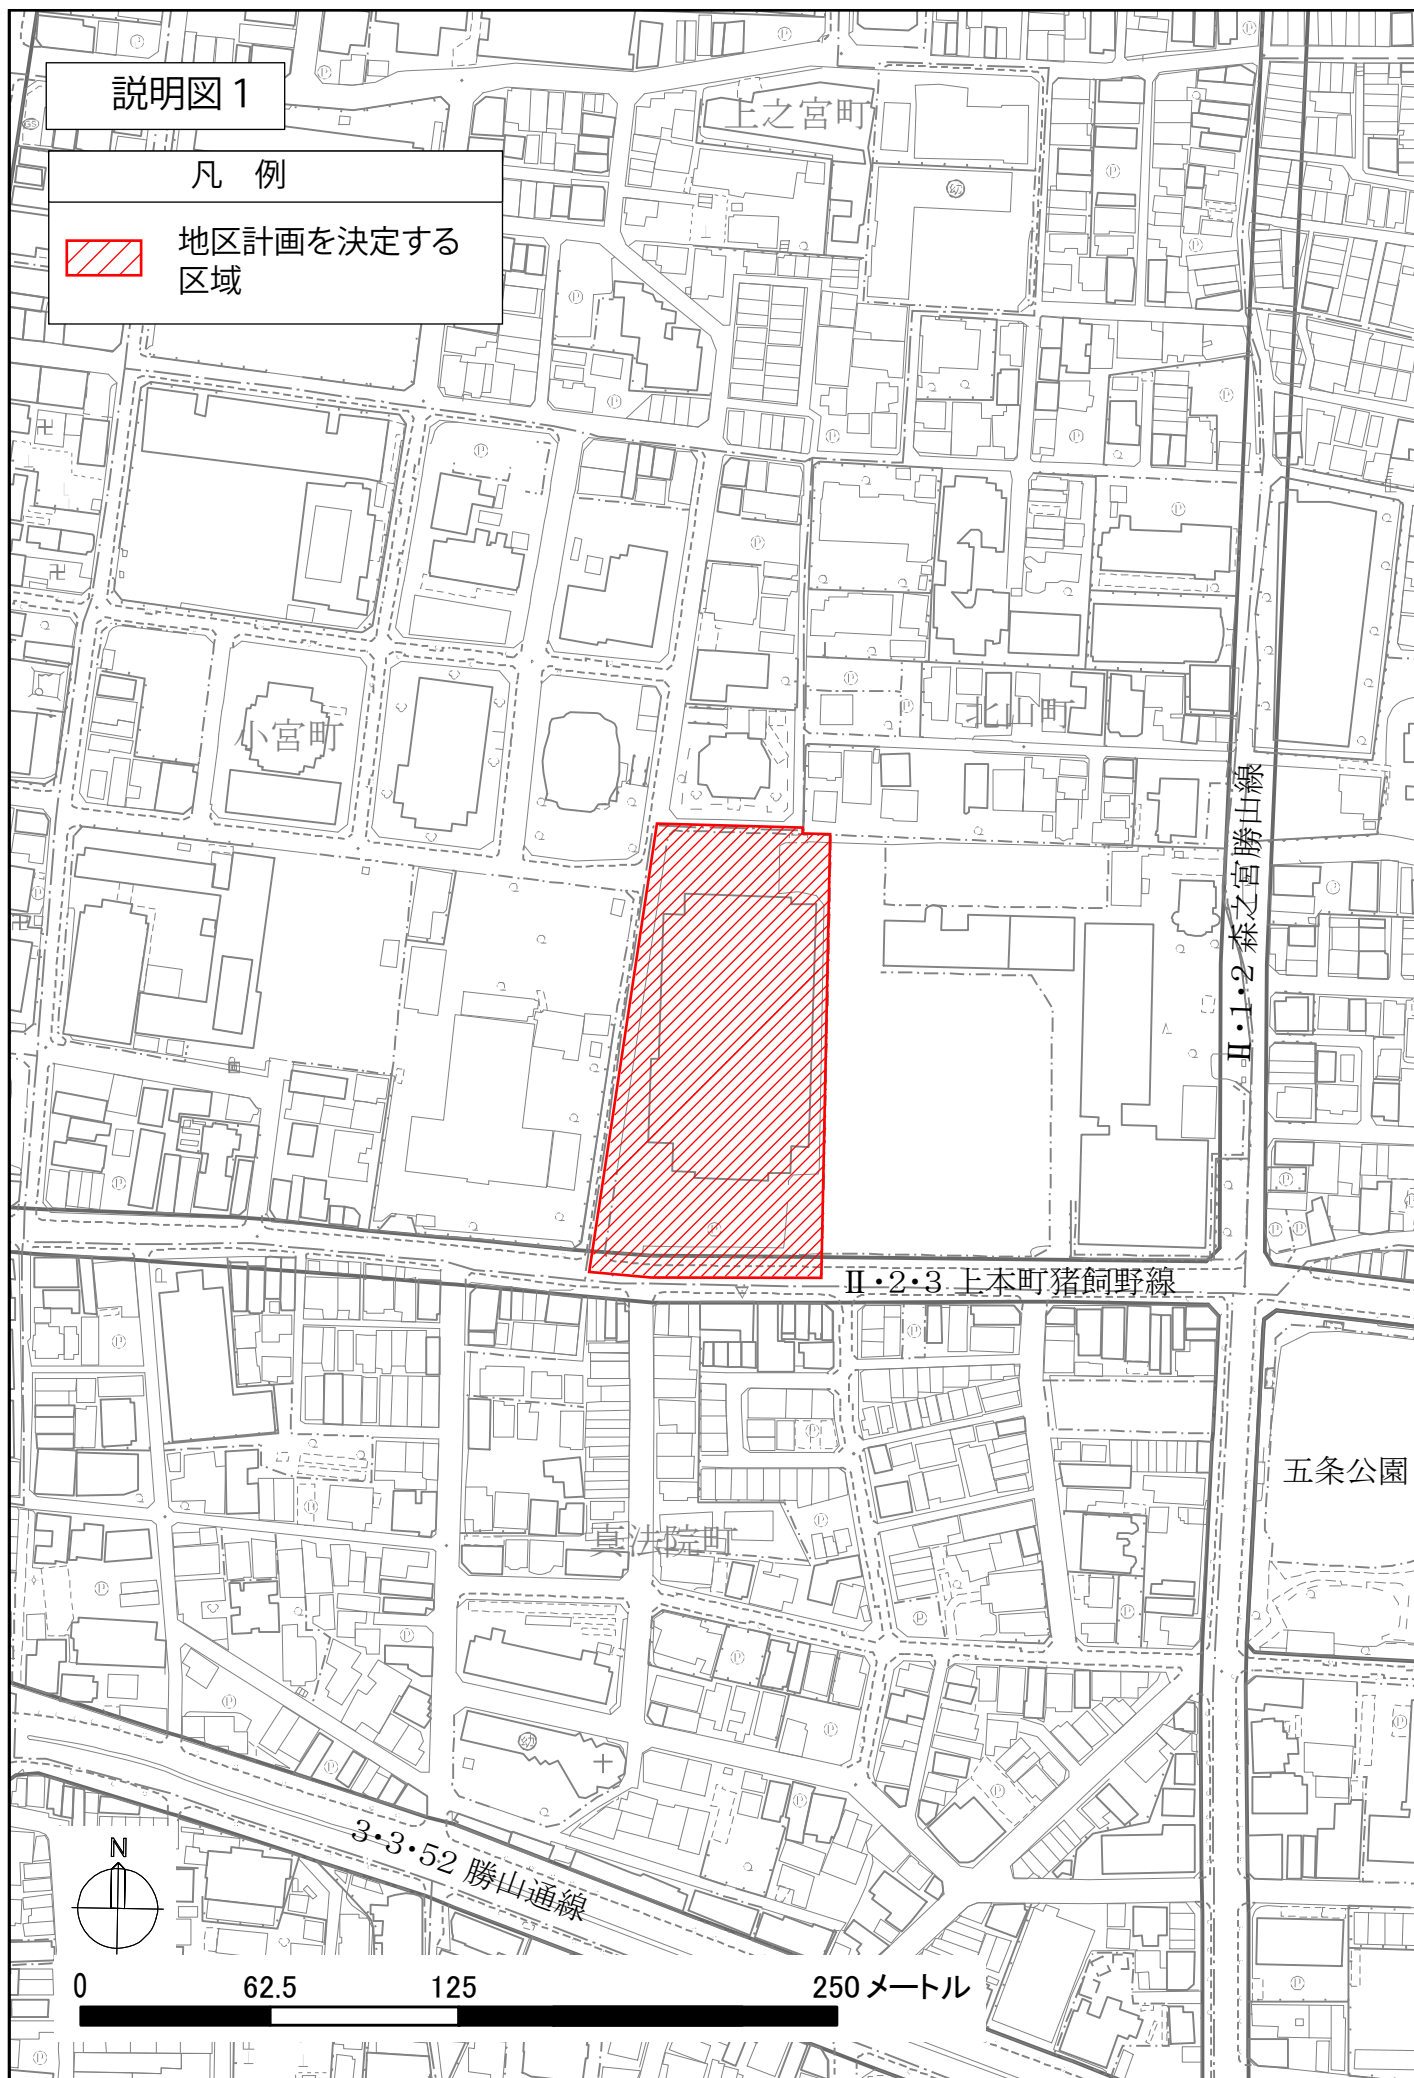 説明図 1
凡 例
地区計画を決定する
区域
上之宮町
幼
小宮町
北山町
Ⅱ・1・2 森之宮勝山線
Ⅱ・2・3 上本町猪飼野線
五条公園
真法院町
幼
3・3・52 勝山通線
N
0 62.5 125 250 メートル